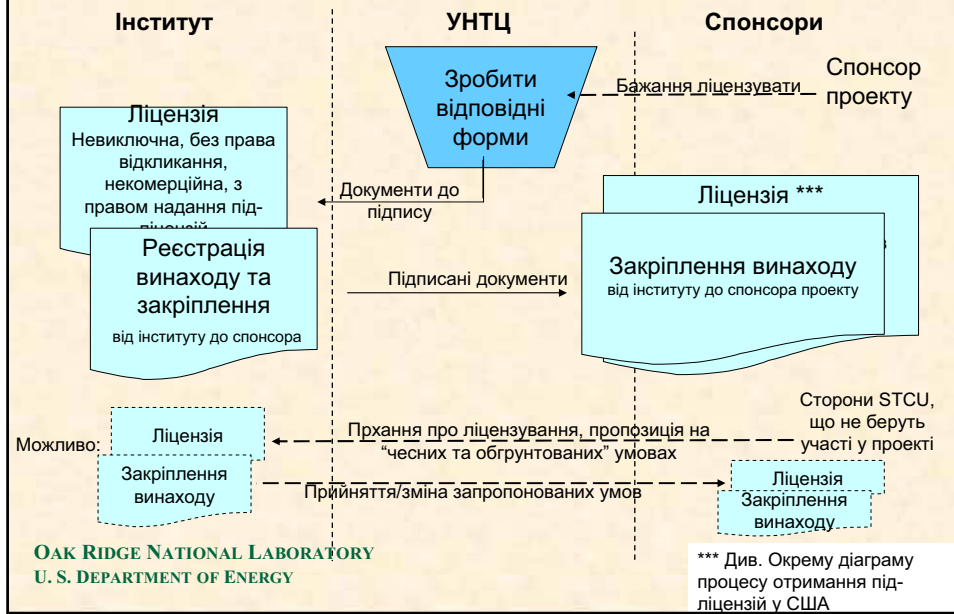 Інститут
УНТЦ
Спонсори
Зробити
відповідні
форми
Бажання ліцензувати
Спонсор
проекту
Ліцензія
Невиключна, без права
відкликання,
некомерційна, з
правом надання під-
ліцензій
Документи до
підпису
Ліцензія ***
Реєстрація
винаходу та
закріплення
від інституту до спонсора
Підписані документи
Закріплення винаходу
від інституту до спонсора проекту
Можливо:
Ліцензія
Закріплення
винаходу
Прхання про ліцензування, пропозиція на
“чесних та обгрунтованих” умовах
Сторони STCU,
що не беруть
участі у проекті
Прийняття/зміна запропонованих умов
Ліцензія
Закріплення
винаходу
OAK RIDGE NATIONAL LABORATORY
U. S. DEPARTMENT OF ENERGY
*** Див. Окрему діаграму
процесу отримання під-
ліцензій у США